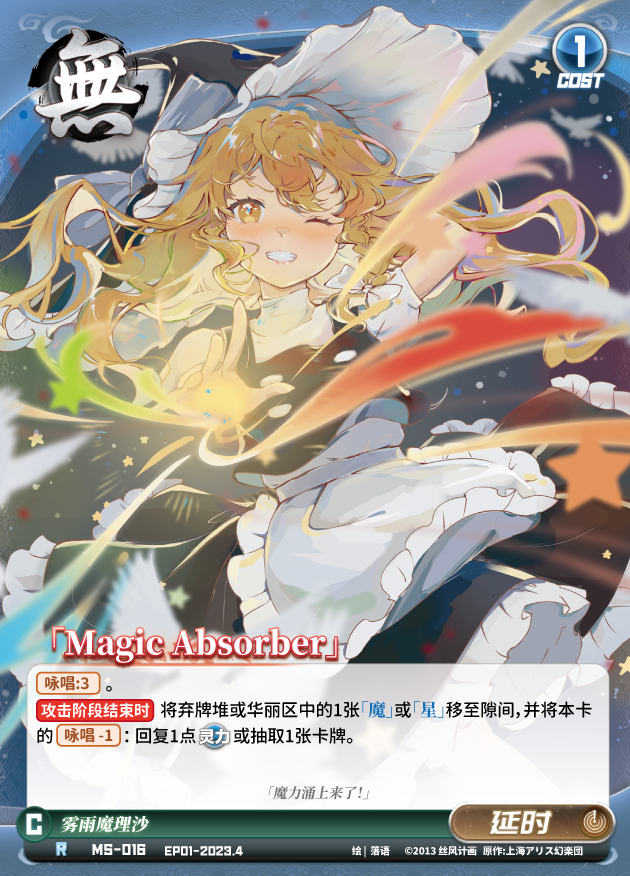 無
1
COST
「Magic Absorber」
咏唱:3 。
攻击阶段结束时 将弃牌堆或华丽区中的1张「魔」或「星」移至隙间，并将本卡
的 咏唱 -1 ：回复1点 灵力 或抽取1张卡牌。
「魔力涌上来了!」
C 雾雨魔理沙 延时
R MS-016 EP01-2023.4 绘| 落语 ©2013 丝风计画 原作:上海アリス幻楽団